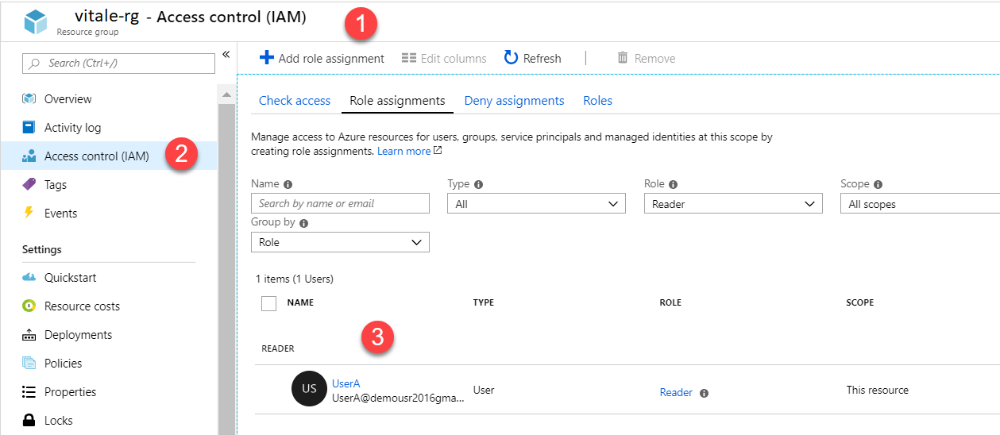 vitale-rg - Access control (IAM)
Resource group
1
Search (Ctrl+/)
«
Add role assignment
Edit columns
Refresh
Remove
Overview
Activity log
Access control (IAM)
2
Tags
Events
Settings
Quickstart
Resource costs
Deployments
Policies
Properties
Locks
Check access
Role assignments
Deny assignments
Roles
Manage access to Azure resources for users, groups, service principals and managed identities at this scope by
creating role assignments. Learn more
Name
Search by name or email
Type
All
Role
Reader
Scope
All scopes
Group by
Role
1 items (1 Users)
NAME TYPE ROLE SCOPE
3
READER
US
UserA
UserA@demousr2016gma...
User
Reader
This resource